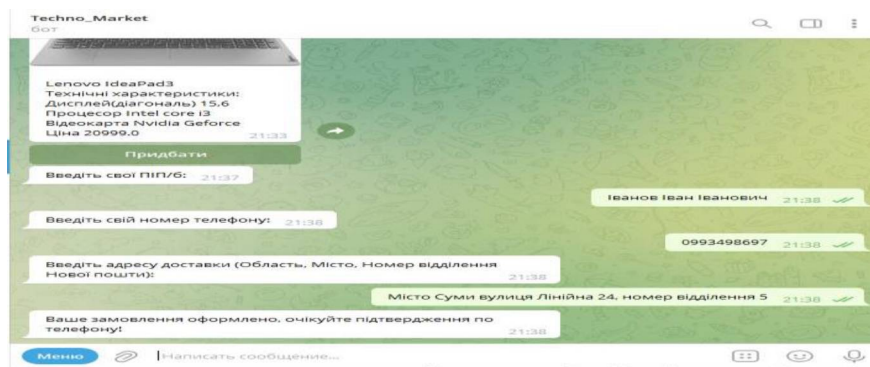 Techno_Market
бот
Lenovo IdeaPad3
Технічні характеристики:
Дисплей(діагональ) 15,6
Процесор Intel core i3
Відеокарта Nvidia Geforce
Ціна 20999.0
21:33
Придбати
Введіть свої ПІП/б: 21:37
Іванов Іван Іванович 21:38
Введіть свій номер телефону: 21:38
0993498697 21:38
Введіть адресу доставки (Область, Місто, Номер відділення
Нової пошти): 21:38
Місто Суми вулиця Лінійна 24, номер відділення 5 21:38
Ваше замовлення оформлено, очікуйте підтвердження по
телефону! 21:38
Меню
Написать сообщение...